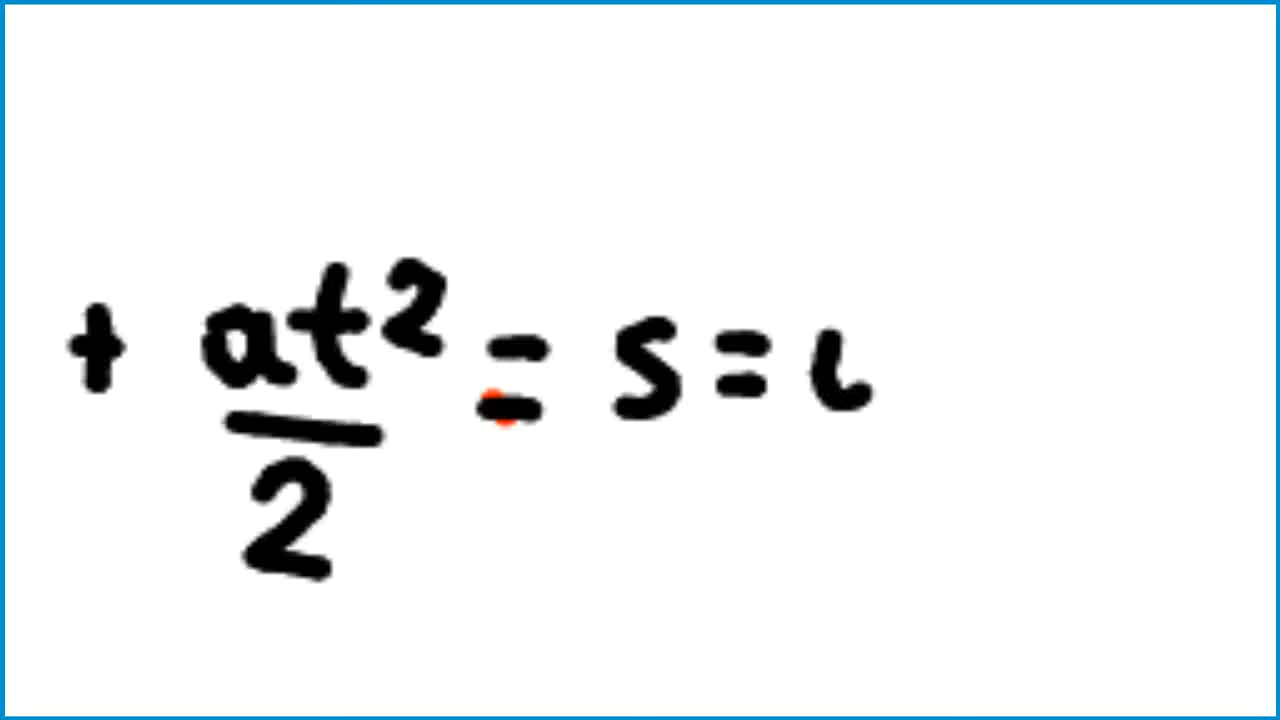 + at²/2 = s = ι